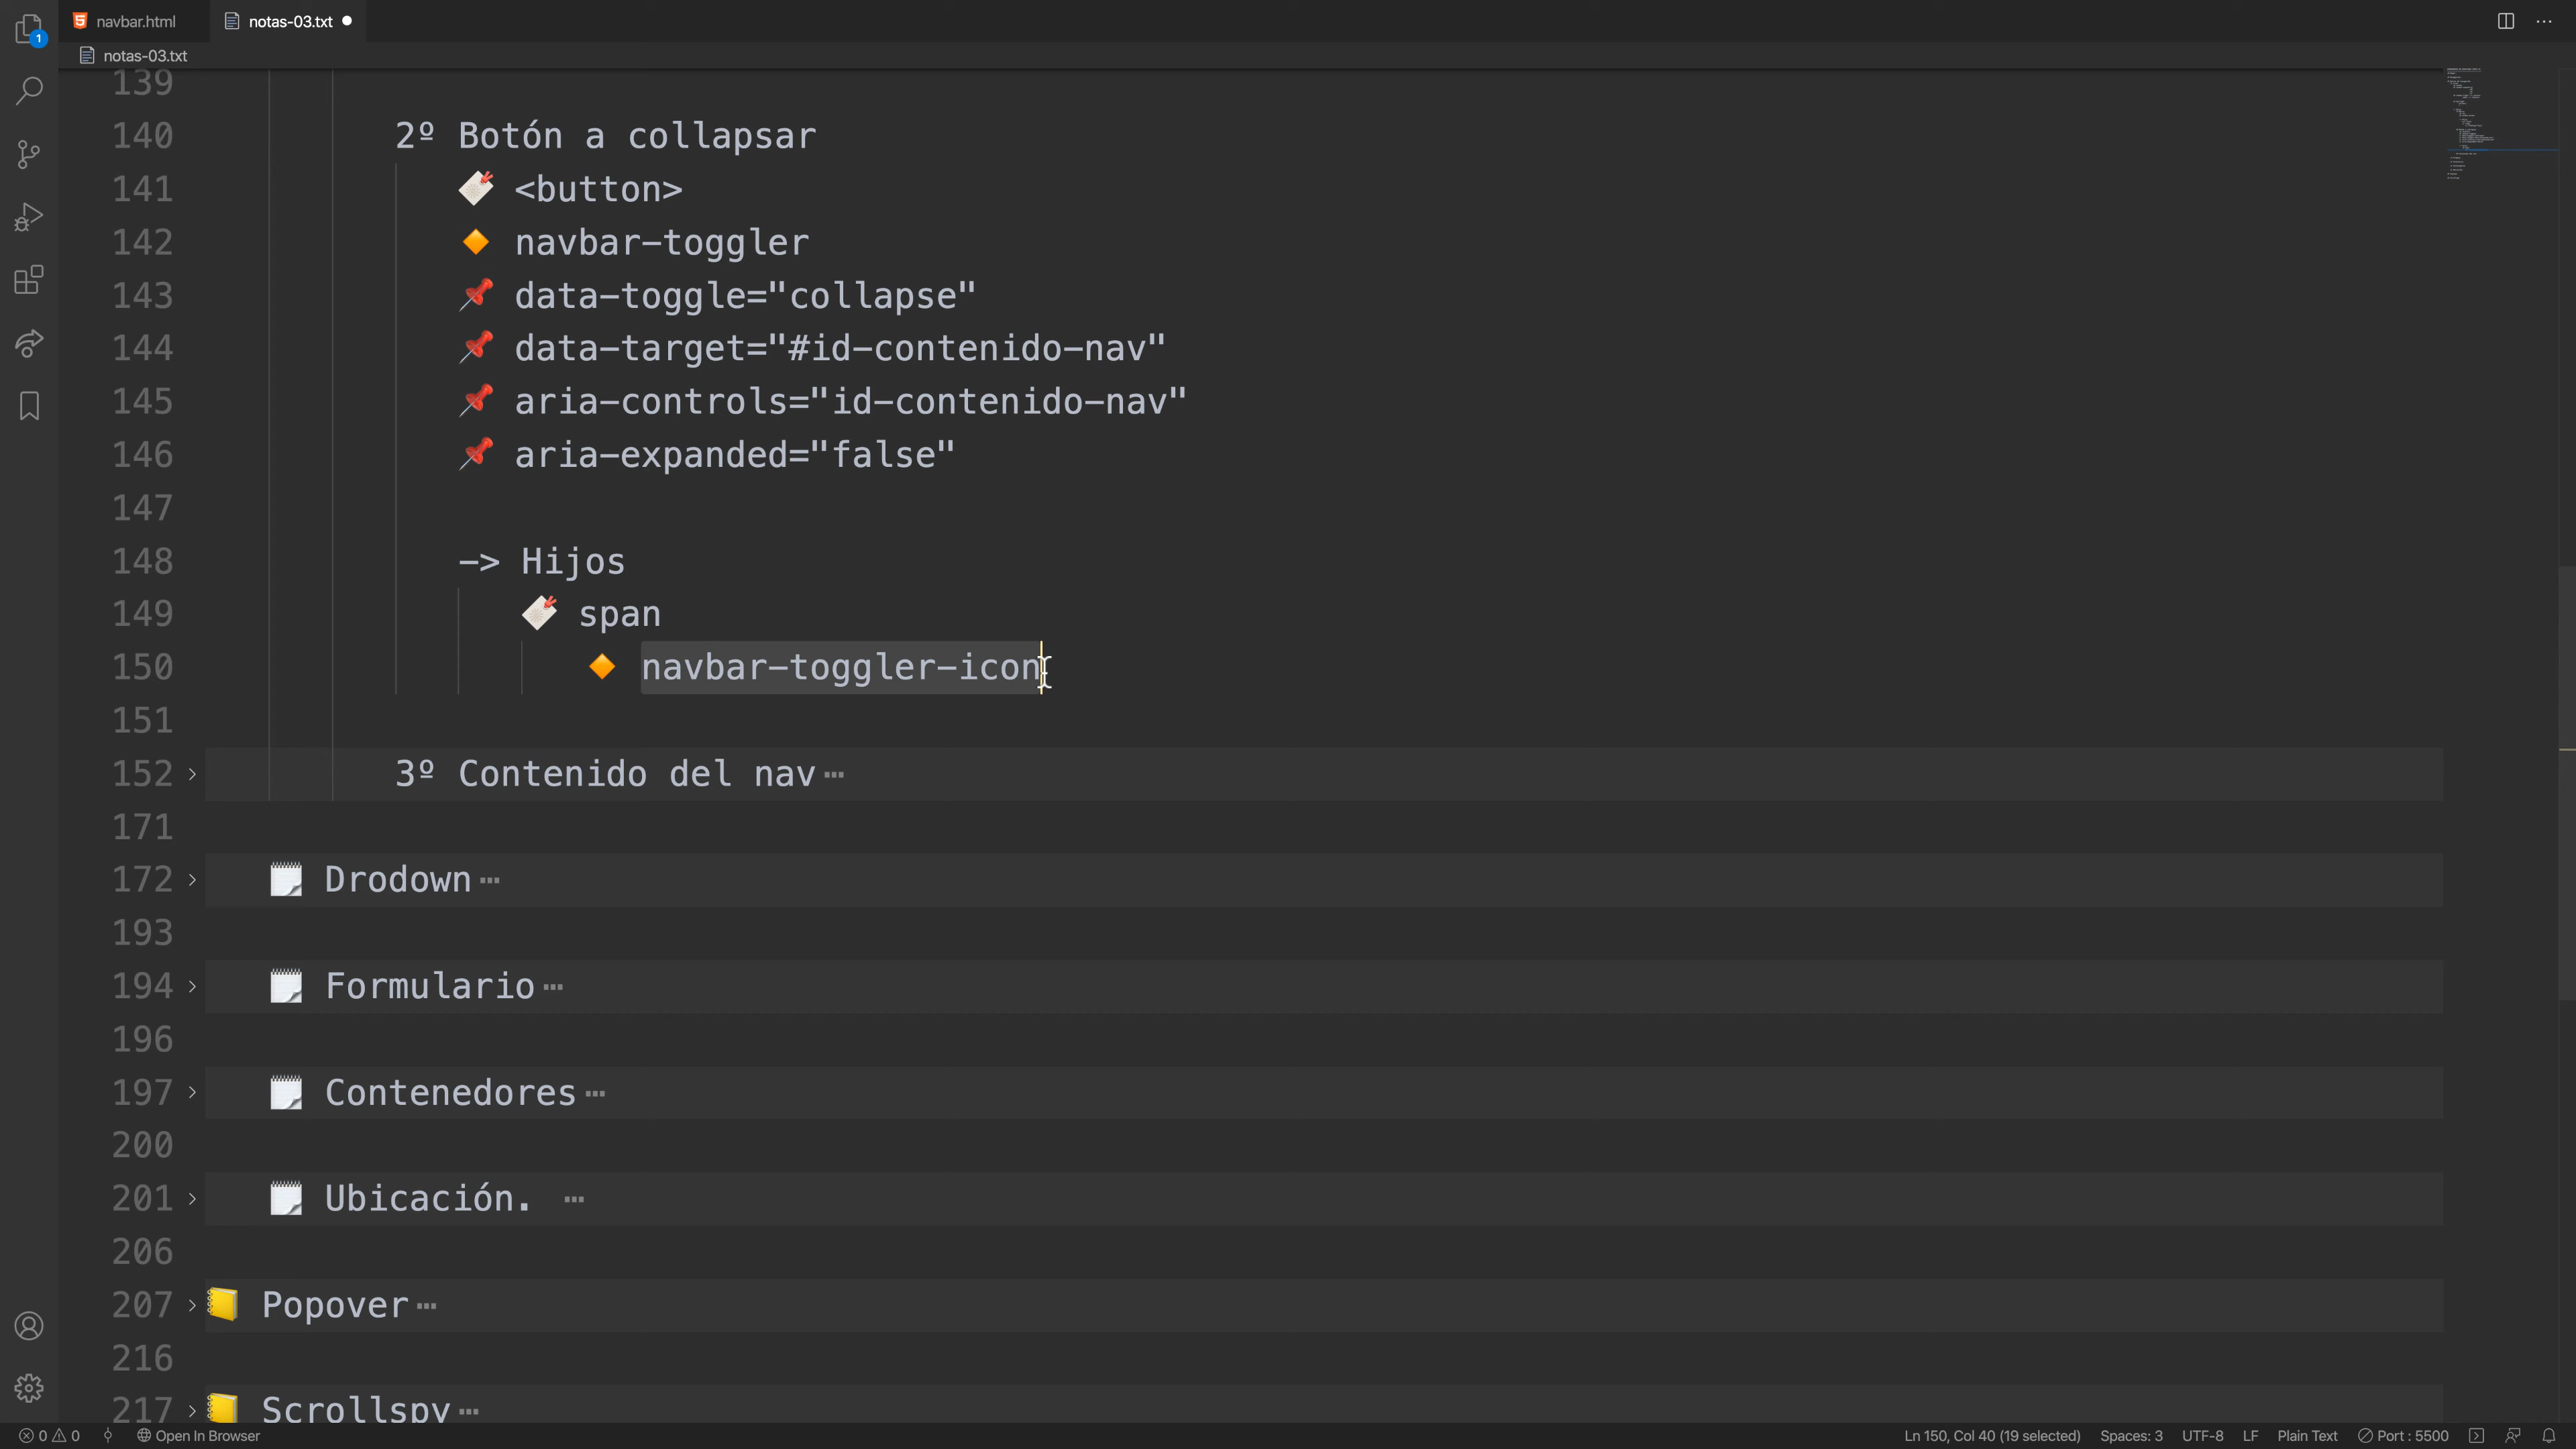 navbar.html
notas-03.txt
notas-03.txt
1
139
140 2º Botón a collapsar
141 <button>
142 navbar-toggler
143 data-toggle="collapse"
144 data-target="#id-contenido-nav"
145 aria-controls="id-contenido-nav"
146 aria-expanded="false"
147
148 -> Hijos
149 span
150 navbar-toggler-icon
151
152 3º Contenido del nav
171
172 Drodown
193
194 Formulario
196
197 Contenedores
200
201 Ubicación.
206
207 Popover
216
217 Scrollspy
0 0 Open In Browser Ln 150, Col 40 (19 selected) Spaces: 3 UTF-8 LF Plain Text Port : 5500